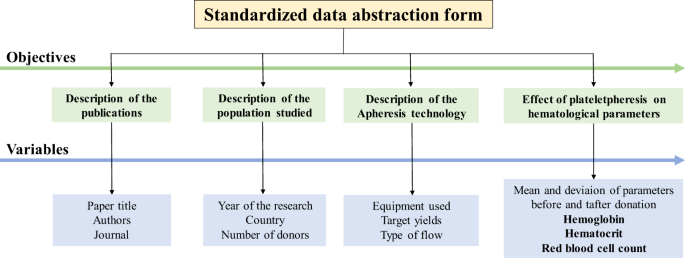 Standardized data abstraction form
Objectives
Description of the
publications
Description of the
population studied
Description of the
Apheresis technology
Effect of plateletpheresis on
hematological parameters
Variables
Paper title
Authors
Journal
Year of the research
Country
Number of donors
Equipment used
Target yields
Type of flow
Mean and deviaion of parameters
before and tafter donation
Hemoglobin
Hematocrit
Red blood cell count